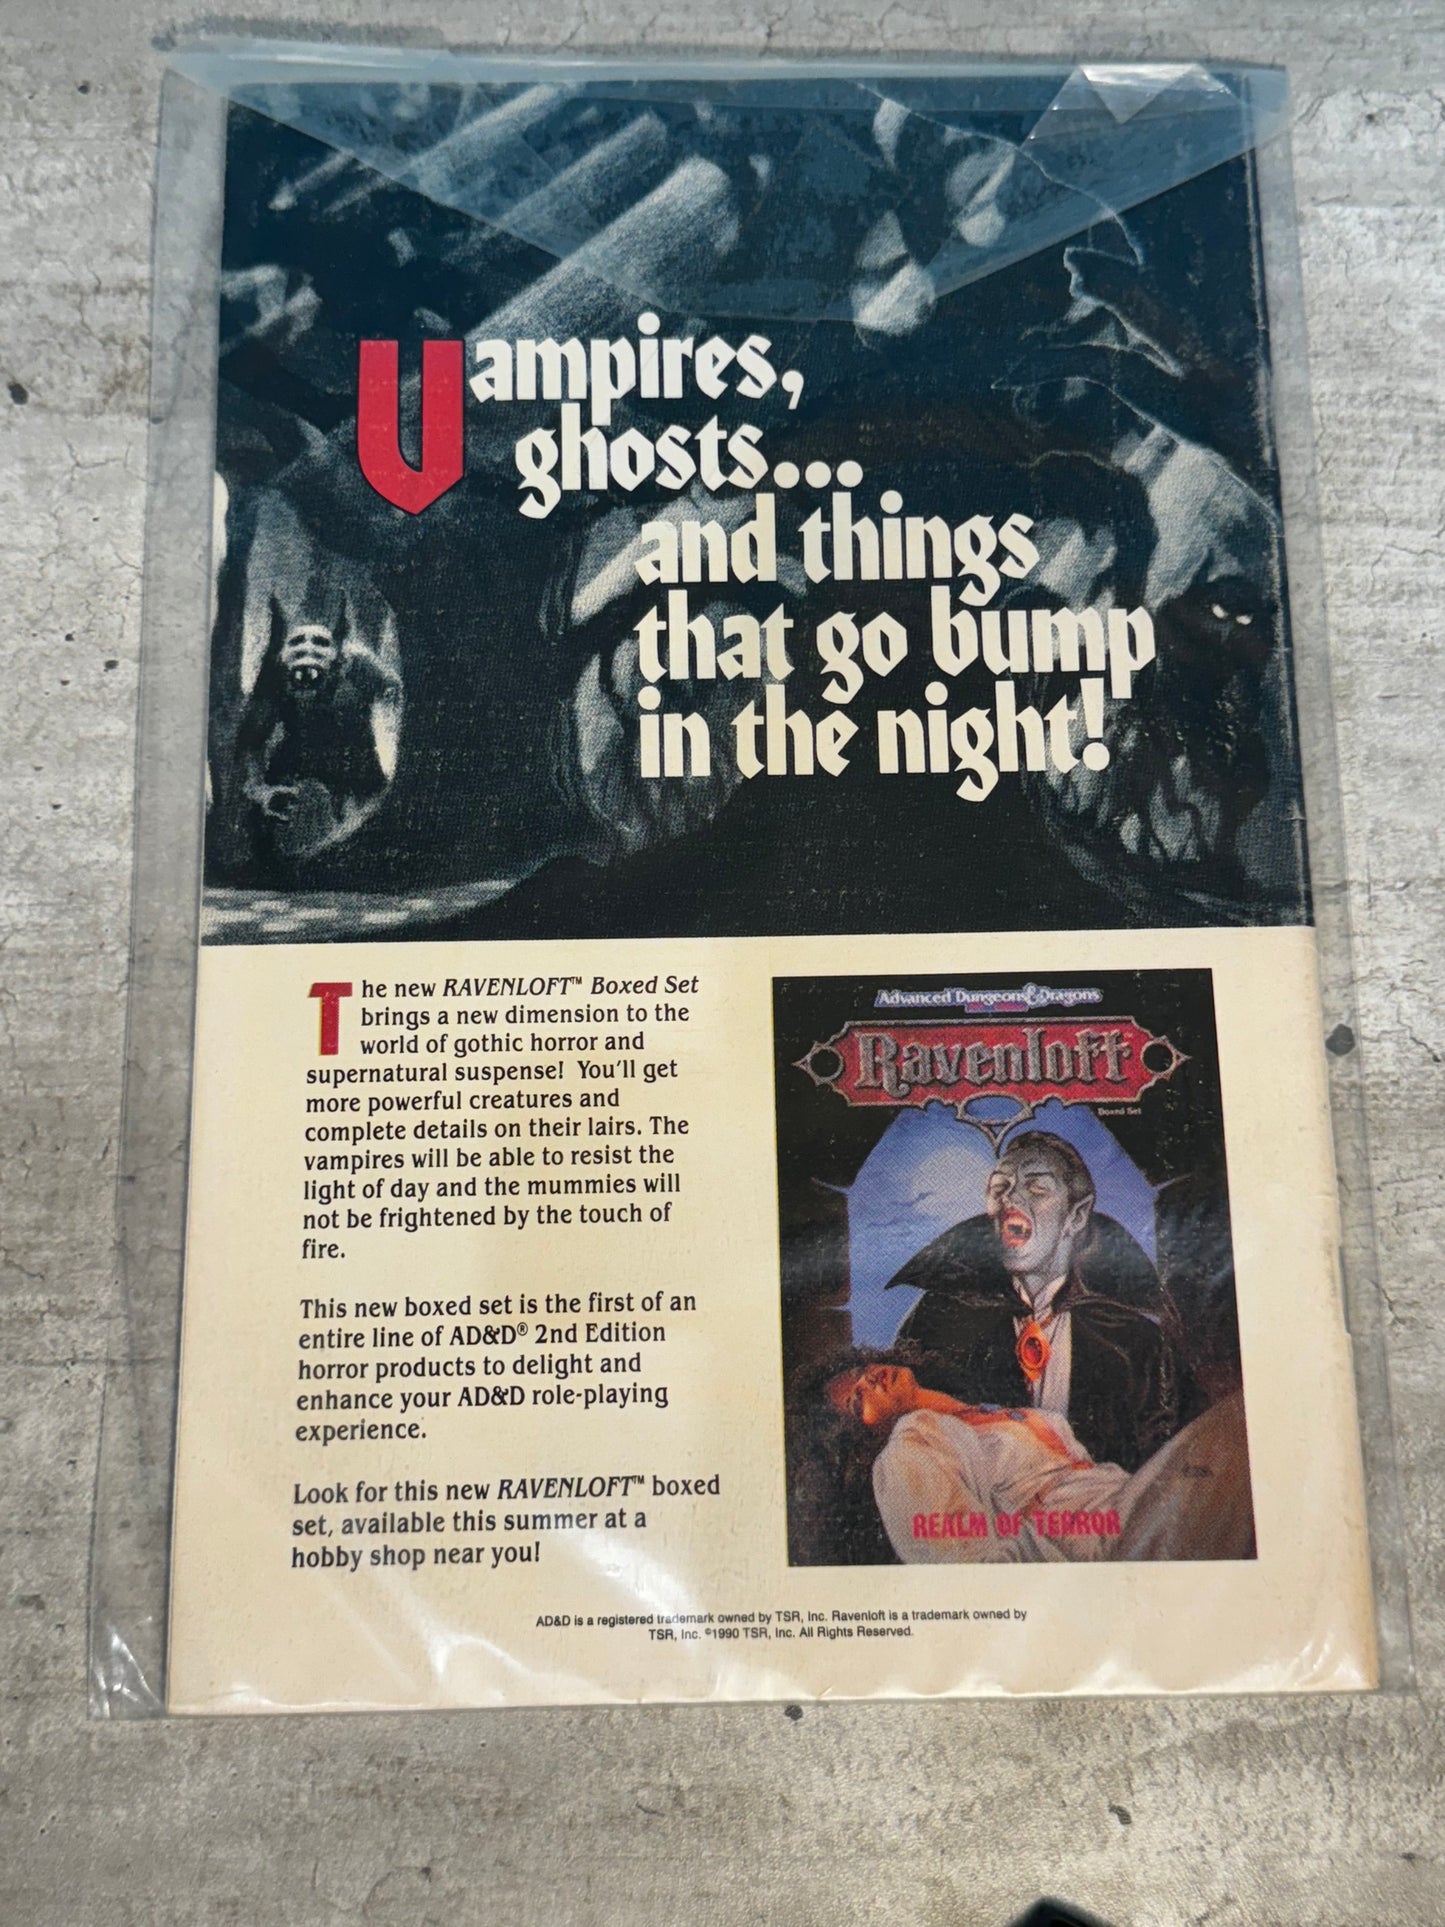 Vampires,
ghosts...
and things
that go bump
in the night!
The new RAVENLOFT™ Boxed Set
brings a new dimension to the
world of gothic horror and
supernatural suspense! You'll get
more powerful creatures and
complete details on their lairs. The
vampires will be able to resist the
light of day and the mummies will
not be frightened by the touch of
fire.
This new boxed set is the first of an
entire line of AD&D® 2nd Edition
horror products to delight and
enhance your AD&D role-playing
experience.
Look for this new RAVENLOFT™ boxed
set, available this summer at a
hobby shop near you!
Advanced Dungeons & Dragons
Ravenloft
Boxed Set
REALM OF TERROR
AD&D is a registered trademark owned by TSR, Inc. Ravenloft is a trademark owned by
TSR, Inc. ©1990 TSR, Inc. All Rights Reserved.